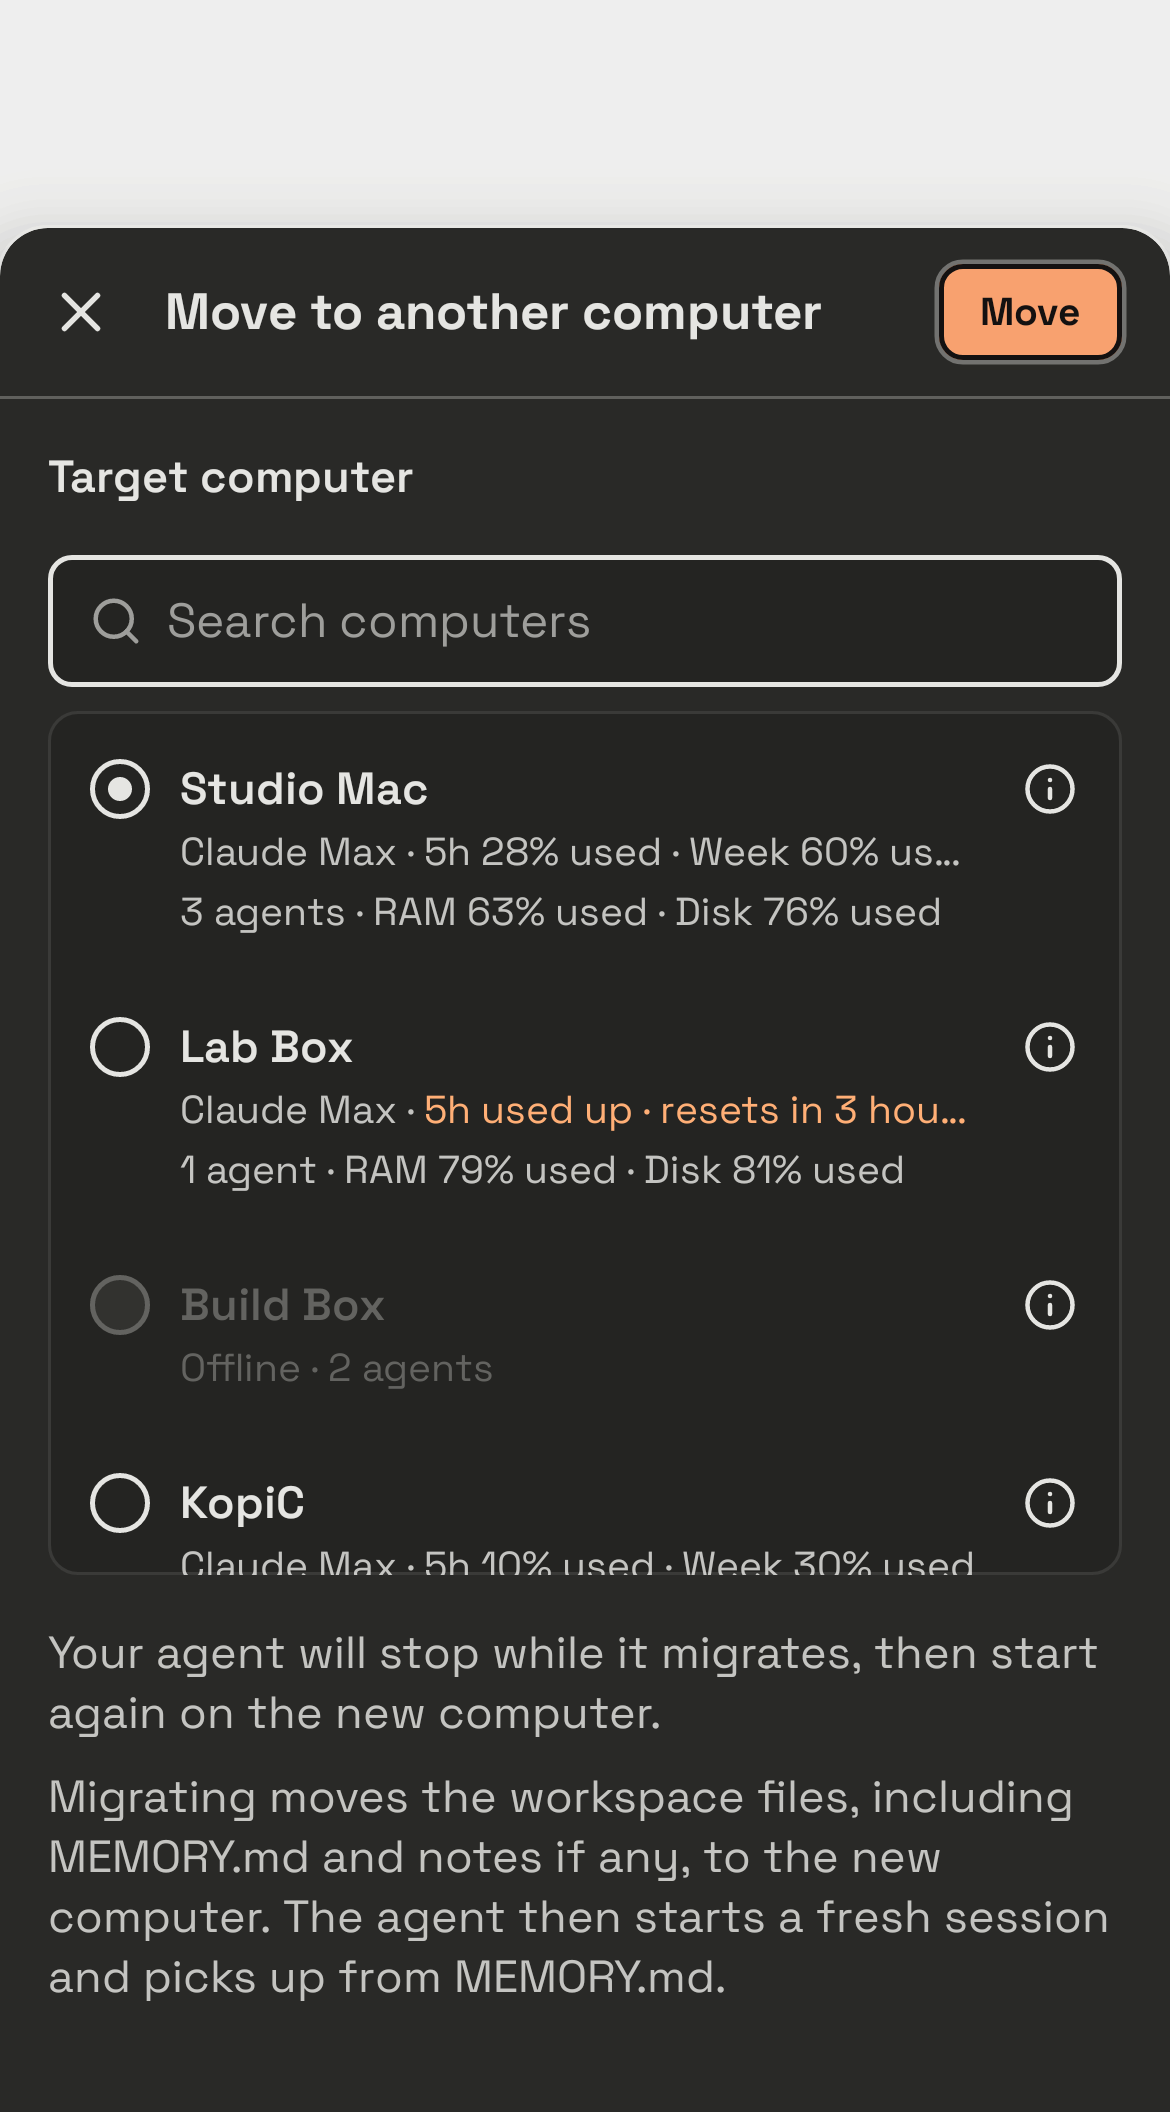 Move to another computer
Move
Target computer
Search computers
Studio Mac
Claude Max · 5h 28% used · Week 60% us...
3 agents · RAM 63% used · Disk 76% used
Lab Box
Claude Max · 5h used up · resets in 3 hou...
1 agent · RAM 79% used · Disk 81% used
Build Box
Offline · 2 agents
KopiC
Claude Max · 5h 10% used · Week 30% used
Your agent will stop while it migrates, then start
again on the new computer.
Migrating moves the workspace files, including
MEMORY.md and notes if any, to the new
computer. The agent then starts a fresh session
and picks up from MEMORY.md.